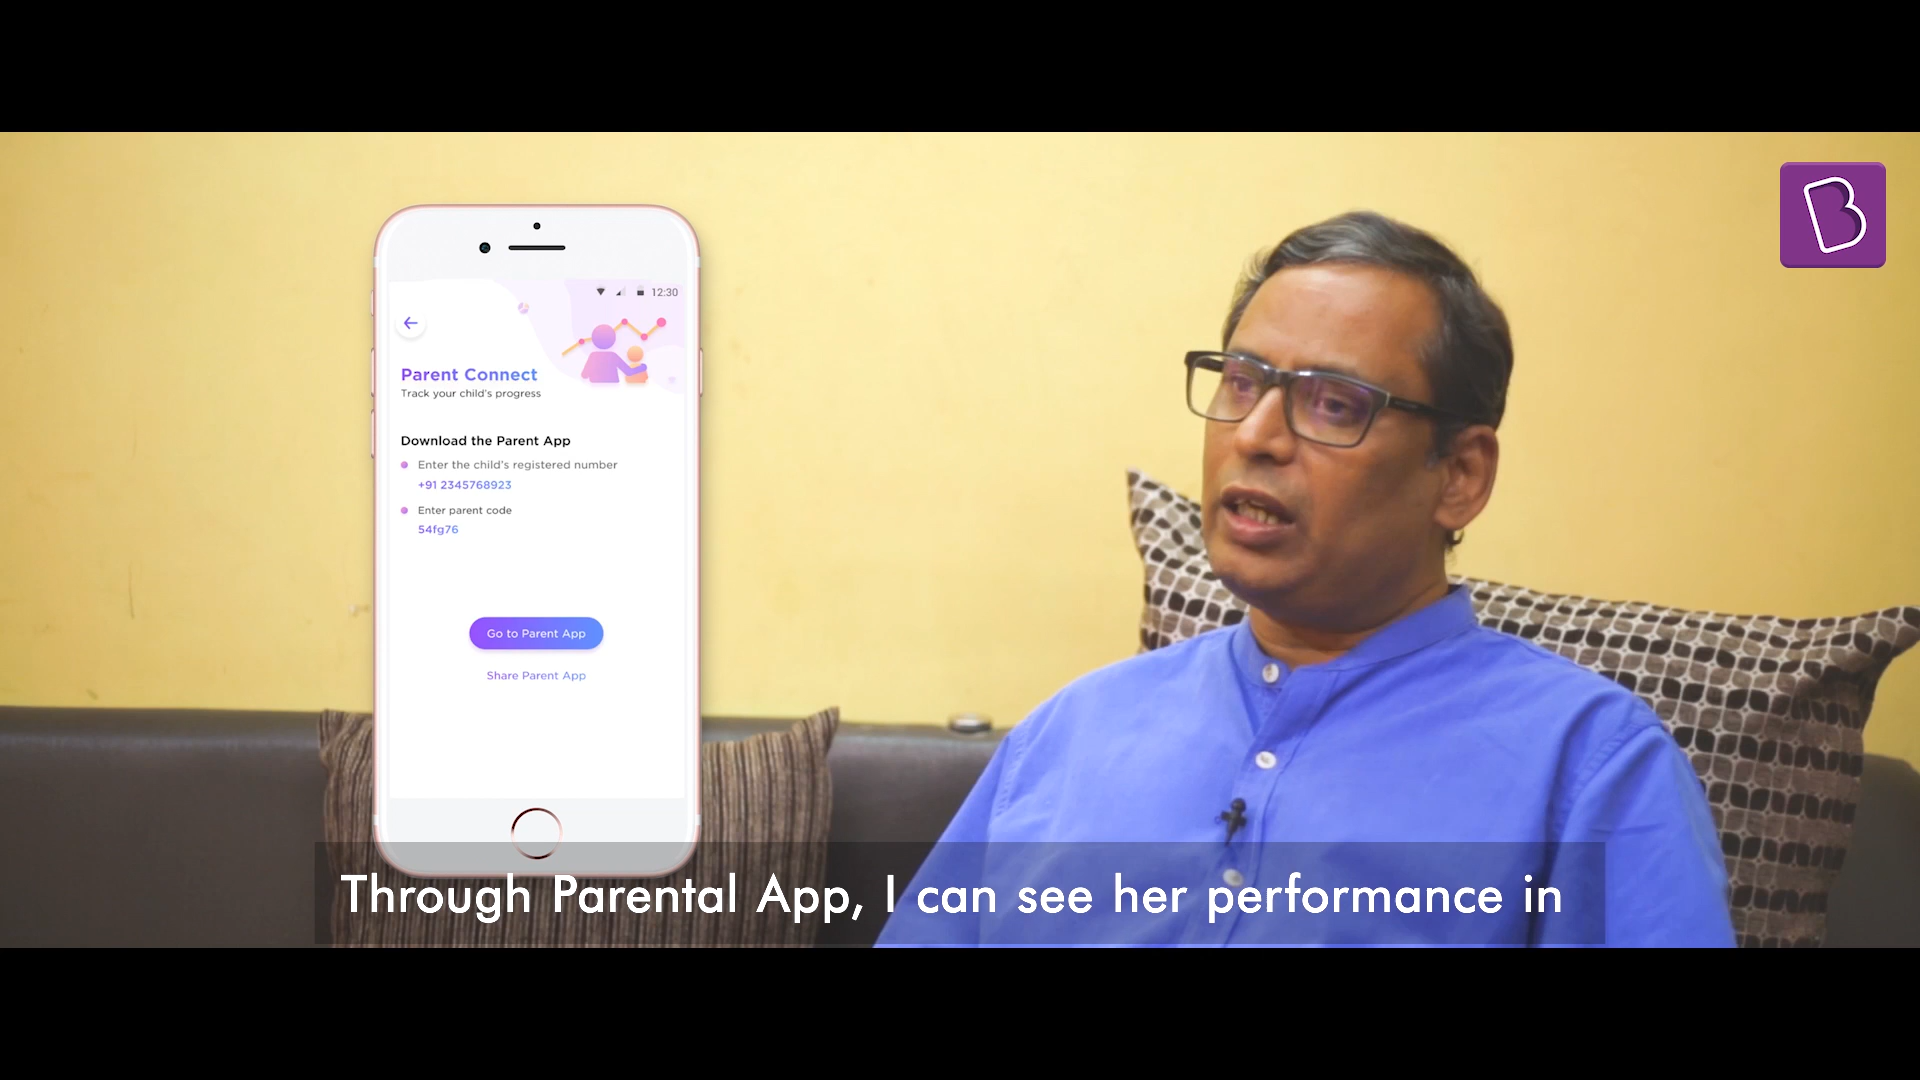 B
12:30
Parent Connect
Track your child's progress
Download the Parent App
Enter the child's registered number
+91 2345768923
Enter parent code
54fg76
Go to Parent App
Share Parent App
Through Parental App, I can see her performance in